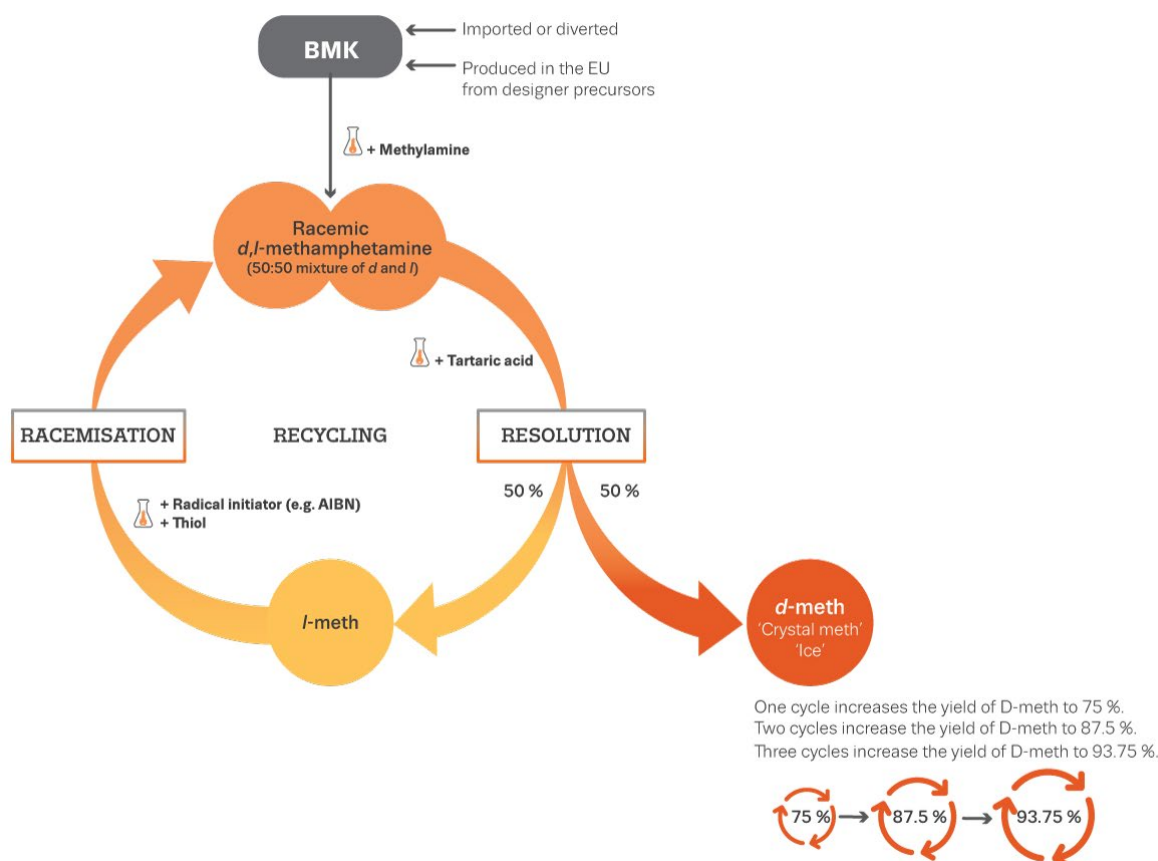 BMK
Imported or diverted
Produced in the EU
from designer precursors
+ Methylamine
Racemic
d,l-methamphetamine
(50:50 mixture of d and l)
+ Tartaric acid
RACEMISATION
RECYCLING
RESOLUTION
50 %
50 %
+ Radical initiator (e.g. AIBN)
+ Thiol
l-meth
d-meth
'Crystal meth'
'Ice'
One cycle increases the yield of D-meth to 75 %.
Two cycles increase the yield of D-meth to 87.5 %.
Three cycles increase the yield of D-meth to 93.75 %.
75 %
87.5 %
93.75 %